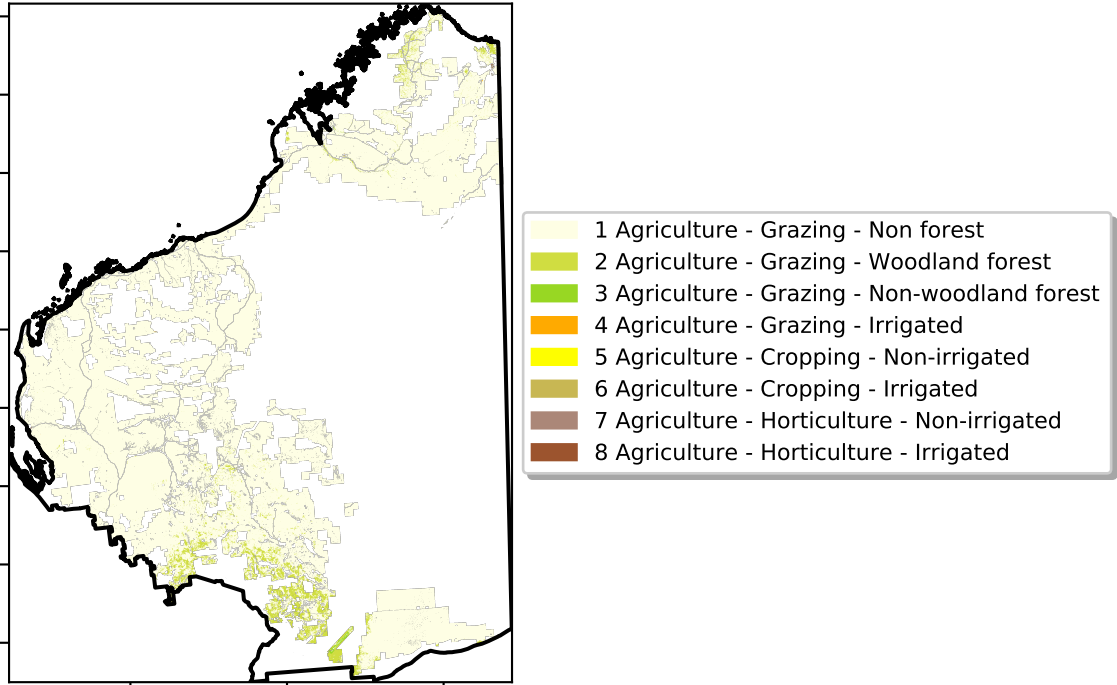 1 Agriculture - Grazing - Non forest
2 Agriculture - Grazing - Woodland forest
3 Agriculture - Grazing - Non-woodland forest
4 Agriculture - Grazing - Irrigated
5 Agriculture - Cropping - Non-irrigated
6 Agriculture - Cropping - Irrigated
7 Agriculture - Horticulture - Non-irrigated
8 Agriculture - Horticulture - Irrigated